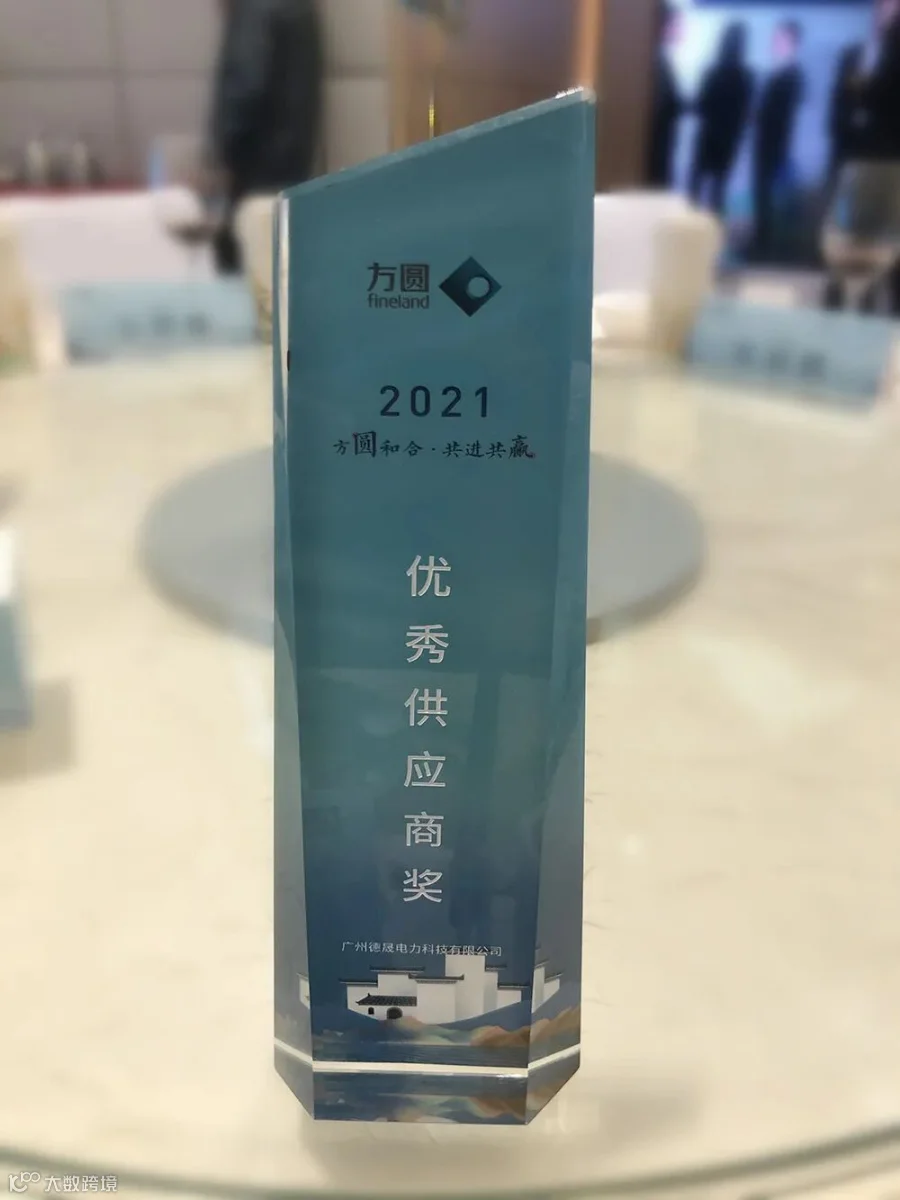 方圆
fineland
2021
方圆和合·共进共赢
优秀供应商奖
广州德晟电力科技有限公司
大数跨境